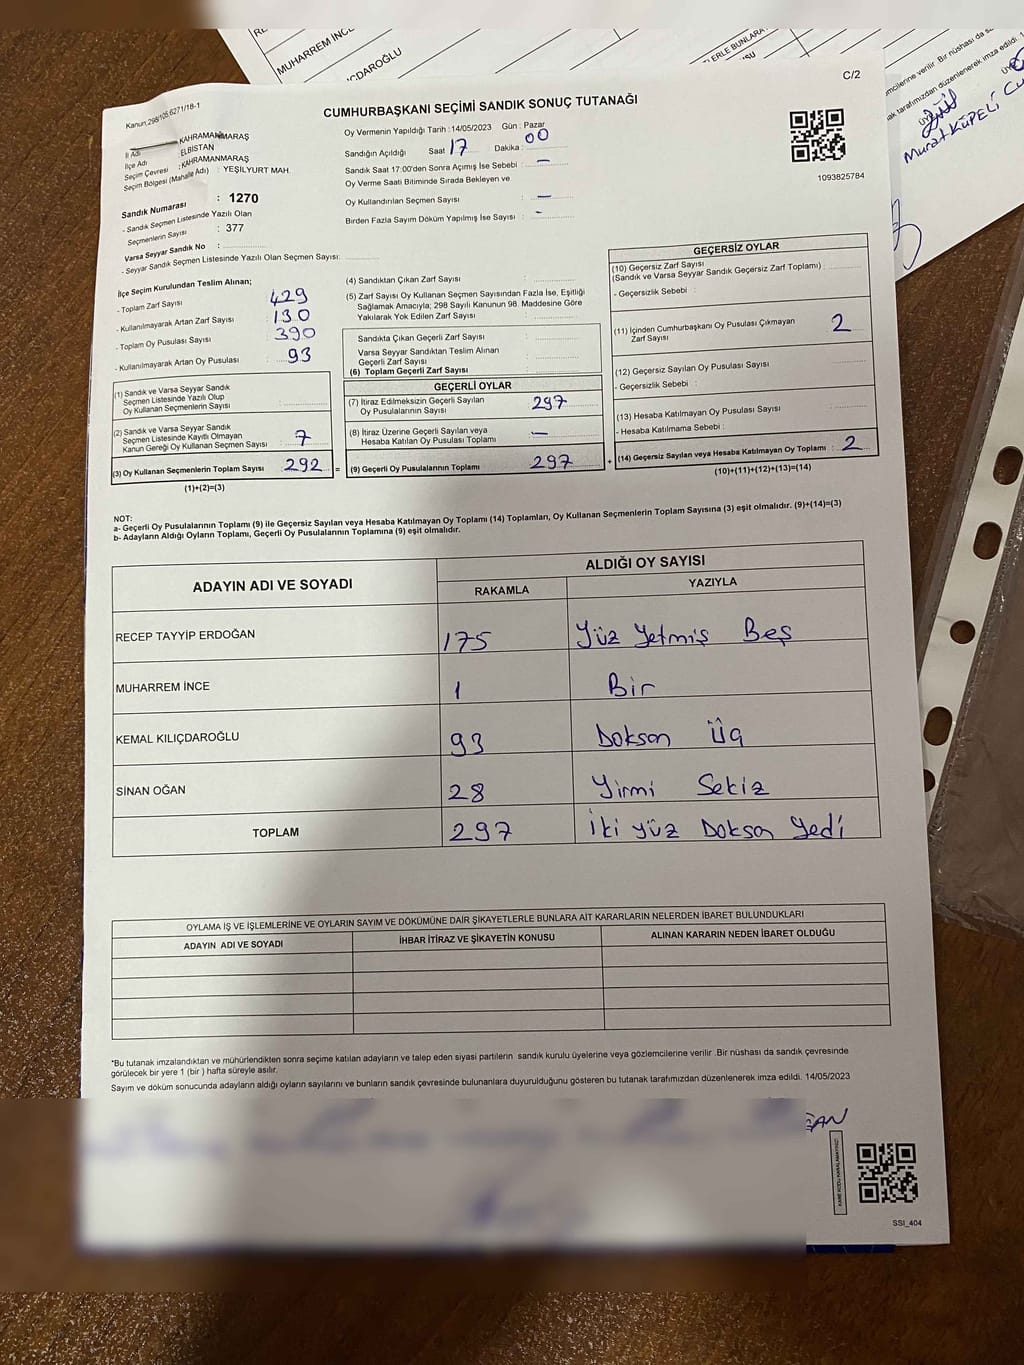 MUHARREM İNCE
C/2
Kanun.298/105.6271/18-1
CUMHURBAŞKANI SEÇİMİ SANDIK SONUÇ TUTANAĞI
İl Adı : KAHRAMANMARAŞ
İlçe Adı : ELBİSTAN
Seçim Çevresi : KAHRAMANMARAŞ
Seçim Bölgesi (Mahalle Adı) : YEŞİLYURT MAH.
Sandık Numarası : 1270
- Sandık Seçmen Listesinde Yazılı Olan
Seçmenlerin Sayısı : 377
Varsa Seyyar Sandık No :
- Seyyar Sandık Seçmen Listesinde Yazılı Olan Seçmen Sayısı:
Oy Vermenin Yapıldığı Tarih :14/05/2023 Gün : Pazar
Sandığın Açıldığı Saat 17 Dakika : 00
Sandık Saat 17:00'den Sonra Açımış İse Sebebi : –
Oy Verme Saati Bitiminde Sırada Bekleyen ve
Oy Kullandırılan Seçmen Sayısı : –
Birden Fazla Sayım Döküm Yapılmış İse Sayısı : -
1093825784
İlçe Seçim Kurulundan Teslim Alınan;
- Toplam Zarf Sayısı : 429
- Kullanılmayarak Artan Zarf Sayısı : 130
- Toplam Oy Pusulası Sayısı : 390
- Kullanılmayarak Artan Oy Pusulası : 93
(1) Sandık ve Varsa Seyyar Sandık
Seçmen Listesinde Yazılı Olup
Oy Kullanan Seçmenlerin Sayısı :
(2) Sandık ve Varsa Seyyar Sandık
Seçmen Listesinde Kayıtlı Olmayan
Kanun Gereği Oy Kullanan Seçmen Sayısı : 7
(3) Oy Kullanan Seçmenlerin Toplam Sayısı : 292 =
(1)+(2)=(3)
(4) Sandıktan Çıkan Zarf Sayısı :
(5) Zarf Sayısı Oy Kullanan Seçmen Sayısından Fazla İse, Eşitliği
Sağlamak Amacıyla; 298 Sayılı Kanunun 98. Maddesine Göre
Yakılarak Yok Edilen Zarf Sayısı :
Sandıkta Çıkan Geçerli Zarf Sayısı :
Varsa Seyyar Sandıktan Teslim Alınan
Geçerli Zarf Sayısı :
(6) Toplam Geçerli Zarf Sayısı :
GEÇERLİ OYLAR
(7) İtiraz Edilmeksizin Geçerli Sayılan
Oy Pusulalarının Sayısı : 297
(8) İtiraz Üzerine Geçerli Sayılan veya
Hesaba Katılan Oy Pusulası Toplamı : –
(9) Geçerli Oy Pusulalarının Toplamı : 297 +
GEÇERSİZ OYLAR
(10) Geçersiz Zarf Sayısı
(Sandık ve Varsa Seyyar Sandık Geçersiz Zarf Toplamı) :
- Geçersizlik Sebebi :
(11) İçinden Cumhurbaşkanı Oy Pusulası Çıkmayan
Zarf Sayısı : 2
(12) Geçersiz Sayılan Oy Pusulası Sayısı :
- Geçersizlik Sebebi :
(13) Hesaba Katılmayan Oy Pusulası Sayısı :
- Hesaba Katılmama Sebebi :
(14) Geçersiz Sayılan veya Hesaba Katılmayan Oy Toplamı : 2
(10)+(11)+(12)+(13)=(14)
NOT:
a- Geçerli Oy Pusulalarının Toplamı (9) ile Geçersiz Sayılan veya Hesaba Katılmayan Oy Toplamı (14) Toplamları, Oy Kullanan Seçmenlerin Toplam Sayısına (3) eşit olmalıdır. (9)+(14)=(3)
b- Adayların Aldığı Oyların Toplamı, Geçerli Oy Pusulalarının Toplamına (9) eşit olmalıdır.
ADAYIN ADI VE SOYADI
ALDIĞI OY SAYISI
RAKAMLA YAZIYLA
RECEP TAYYİP ERDOĞAN 175 Yüz Yetmiş Beş
MUHARREM İNCE 1 Bir
KEMAL KILIÇDAROĞLU 93 Doksan Üç
SİNAN OĞAN 28 Yirmi Sekiz
TOPLAM 297 İki yüz Doksan Yedi
OYLAMA İŞ VE İŞLEMLERİNE VE OYLARIN SAYIM VE DÖKÜMÜNE DAİR ŞİKAYETLERLE BUNLARA AİT KARARLARIN NELERDEN İBARET BULUNDUKLARI
ADAYIN ADI VE SOYADI İHBAR İTİRAZ VE ŞİKAYETİN KONUSU ALINAN KARARIN NEDEN İBARET OLDUĞU
*Bu tutanak imzalandıktan ve mühürlendikten sonra seçime katılan adayların ve talep eden siyasi partilerin sandık kurulu üyelerine veya gözlemcilerine verilir .Bir nüshası da sandık çevresinde
görülecek bir yere 1 (bir ) hafta süreyle asılır.
Sayım ve döküm sonucunda adayların aldığı oyların sayılarını ve bunların sandık çevresinde bulunanlara duyurulduğunu gösteren bu tutanak tarafımızdan düzenlenerek imza edildi. 14/05/2023
SSI_404